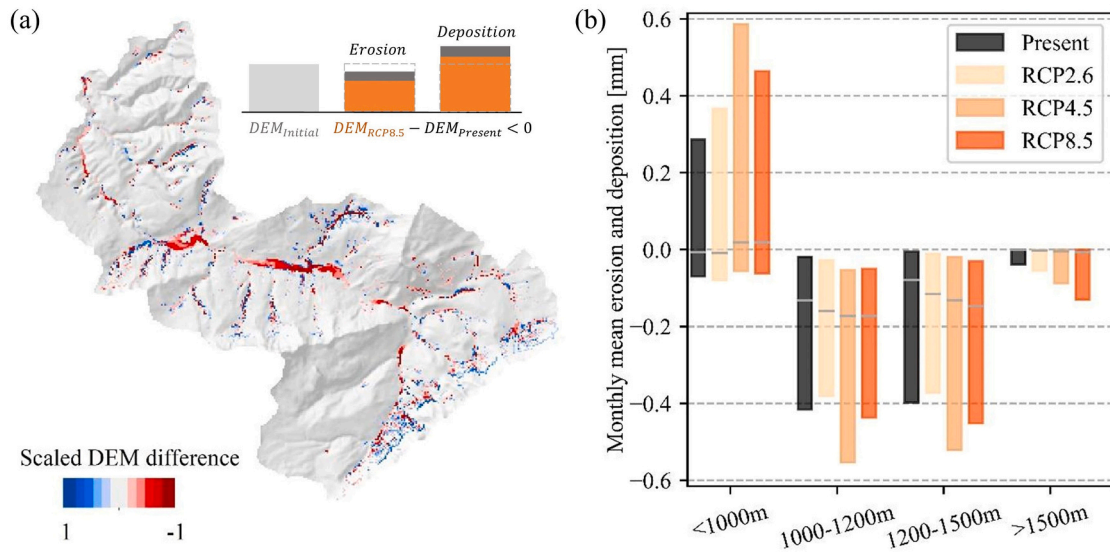 (a)
Erosion
Deposition
DEM_Initial
DEM_RCP8.5 − DEM_Present < 0
Scaled DEM difference
1
-1
(b)
Monthly mean erosion and deposition [mm]
0.6
0.4
0.2
0.0
−0.2
−0.4
−0.6
Present
RCP2.6
RCP4.5
RCP8.5
<1000m
1000-1200m
1200-1500m
>1500m